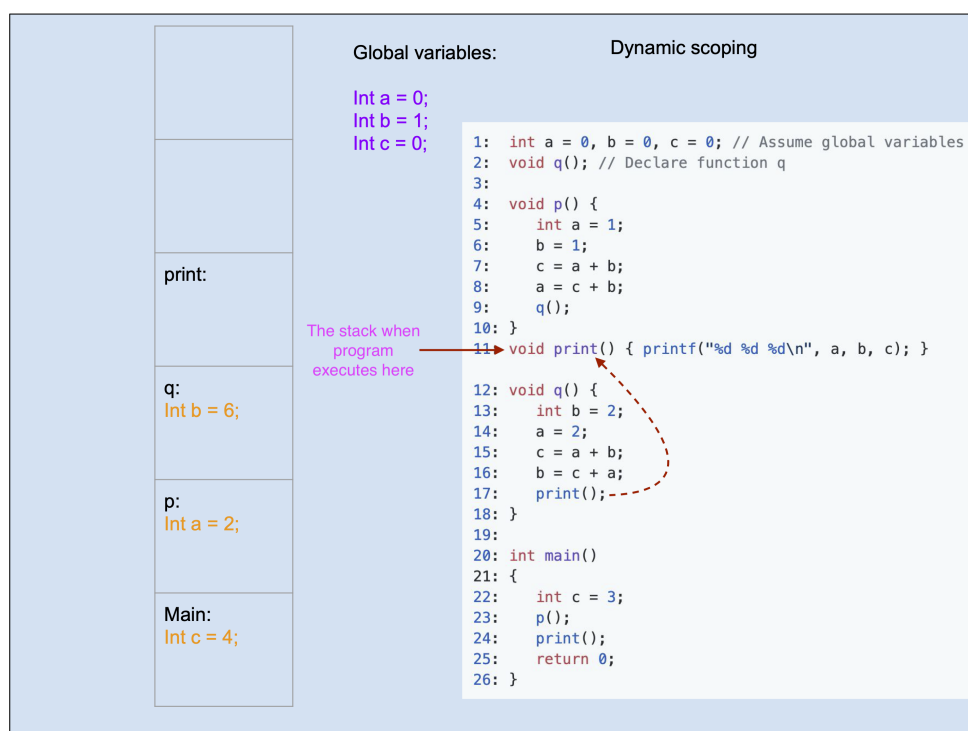 Global variables:
Dynamic scoping
Int a = 0;
Int b = 1;
Int c = 0;
1: int a = 0, b = 0, c = 0; // Assume global variables
2: void q(); // Declare function q
3:
4: void p() {
5: int a = 1;
6: b = 1;
7: c = a + b;
8: a = c + b;
9: q();
10: }
11: void print() { printf("%d %d %d\n", a, b, c); }
12: void q() {
13: int b = 2;
14: a = 2;
15: c = a + b;
16: b = c + a;
17: print();
18: }
19:
20: int main()
21: {
22: int c = 3;
23: p();
24: print();
25: return 0;
26: }
The stack when
program
executes here
print:
q:
Int b = 6;
p:
Int a = 2;
Main:
Int c = 4;